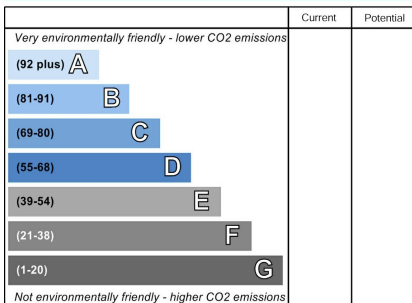 Current Potential
Very environmentally friendly - lower CO2 emissions
(92 plus) A
(81-91) B
(69-80) C
(55-68) D
(39-54) E
(21-38) F
(1-20) G
Not environmentally friendly - higher CO2 emissions